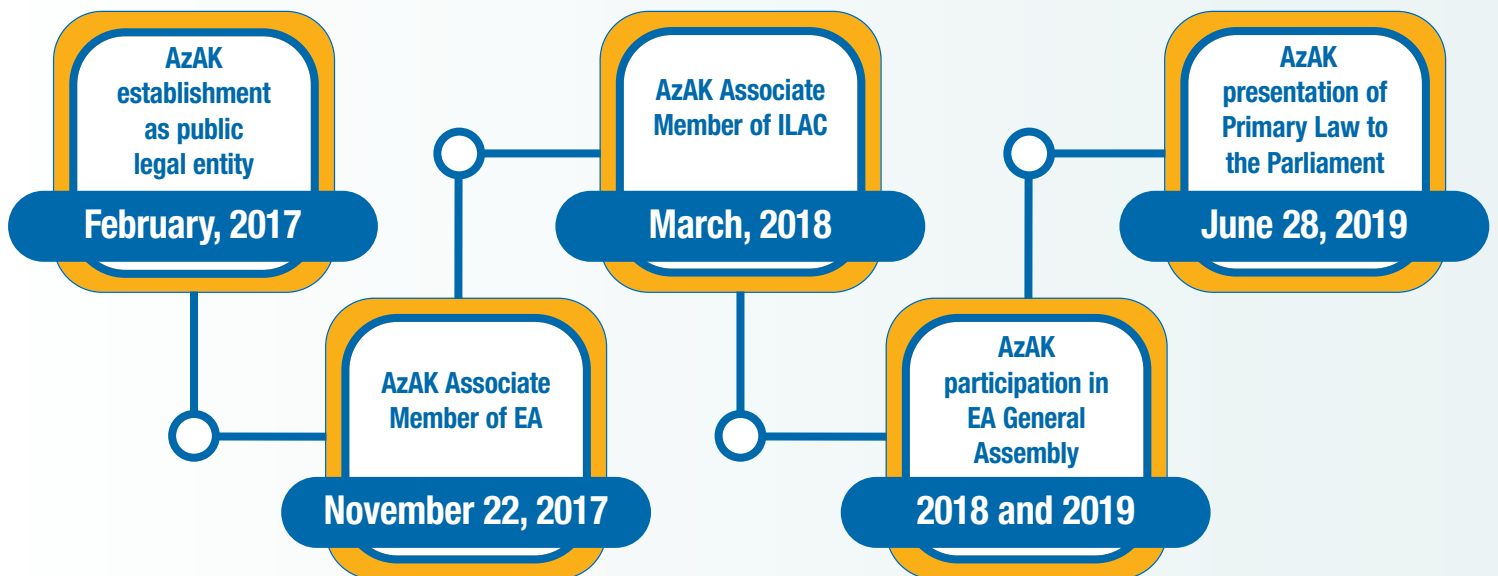 AzAK
establishment
as public
legal entity
February, 2017
AzAK Associate
Member of EA
November 22, 2017
AzAK Associate
Member of ILAC
March, 2018
AzAK
participation in
EA General
Assembly
2018 and 2019
AzAK
presentation of
Primary Law to
the Parliament
June 28, 2019